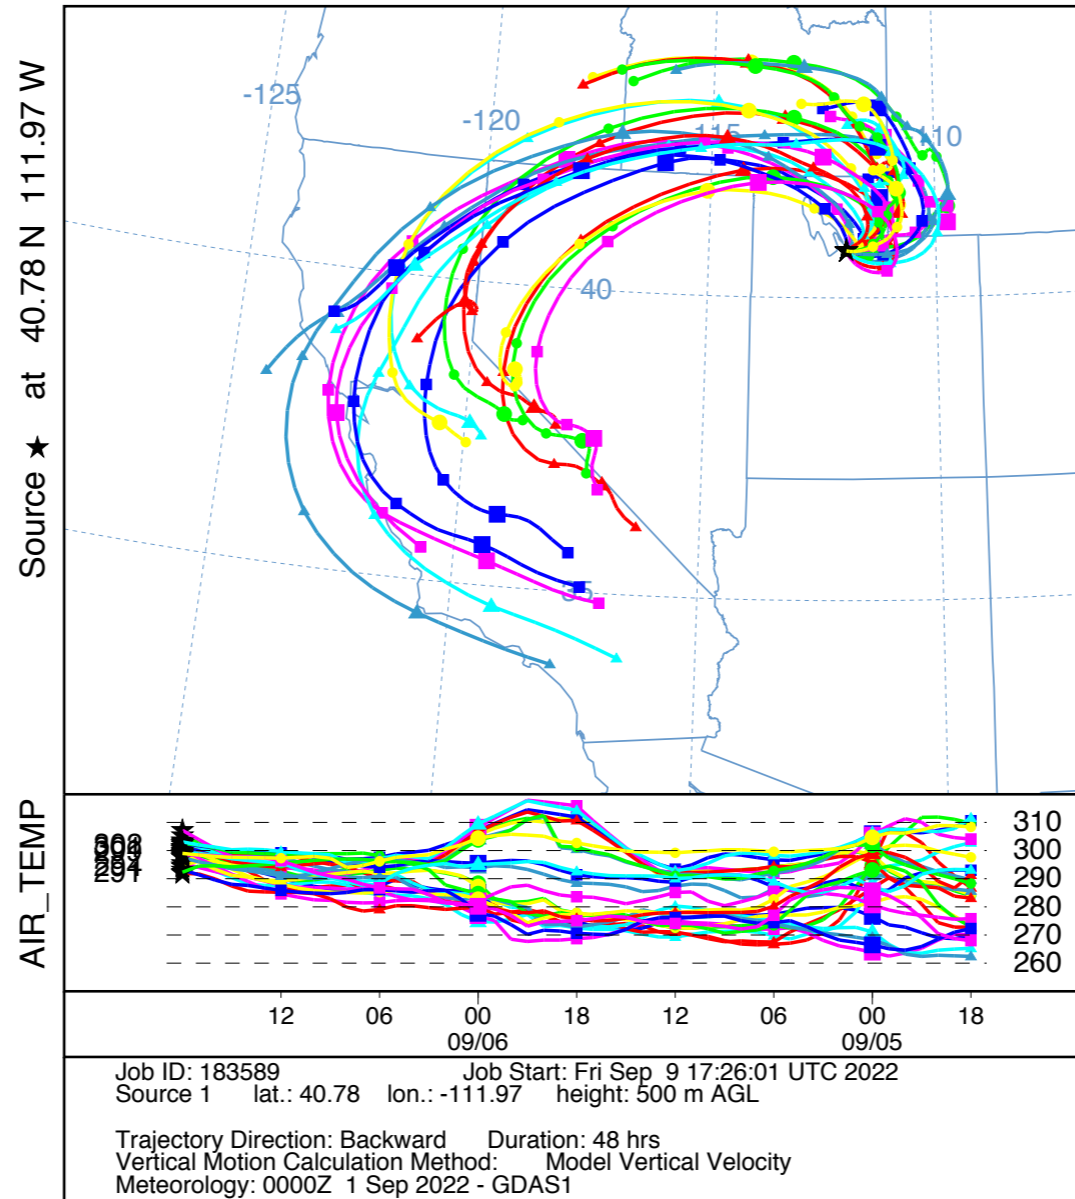 Source ★ at 40.78 N 111.97 W
-125
-120
40
35
AIR_TEMP
291
310
300
290
280
270
260
12 06 00 18 12 06 00 18
09/06 09/05
Job ID: 183589 Job Start: Fri Sep 9 17:26:01 UTC 2022
Source 1 lat.: 40.78 lon.: -111.97 height: 500 m AGL
Trajectory Direction: Backward Duration: 48 hrs
Vertical Motion Calculation Method: Model Vertical Velocity
Meteorology: 0000Z 1 Sep 2022 - GDAS1